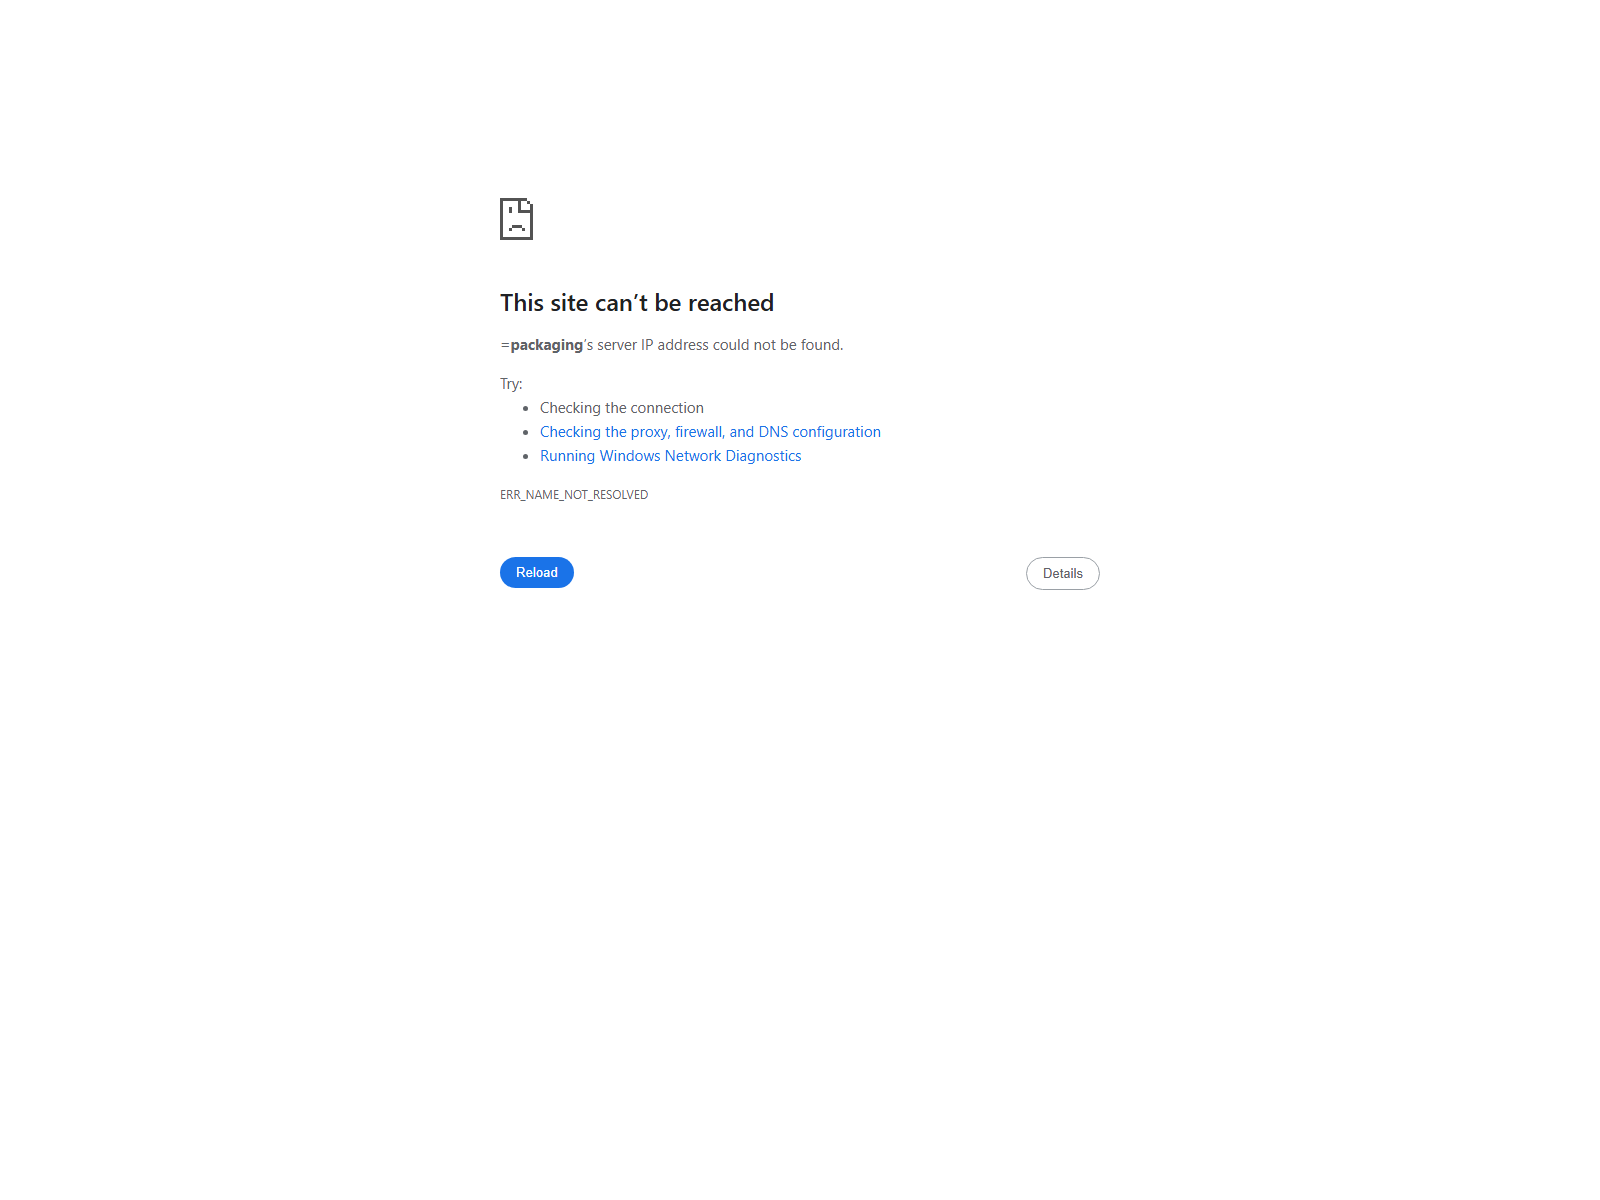 This site can’t be reached
=packaging’s server IP address could not be found.
Try:
Checking the connection
Checking the proxy, firewall, and DNS configuration
Running Windows Network Diagnostics
ERR_NAME_NOT_RESOLVED
Reload
Details